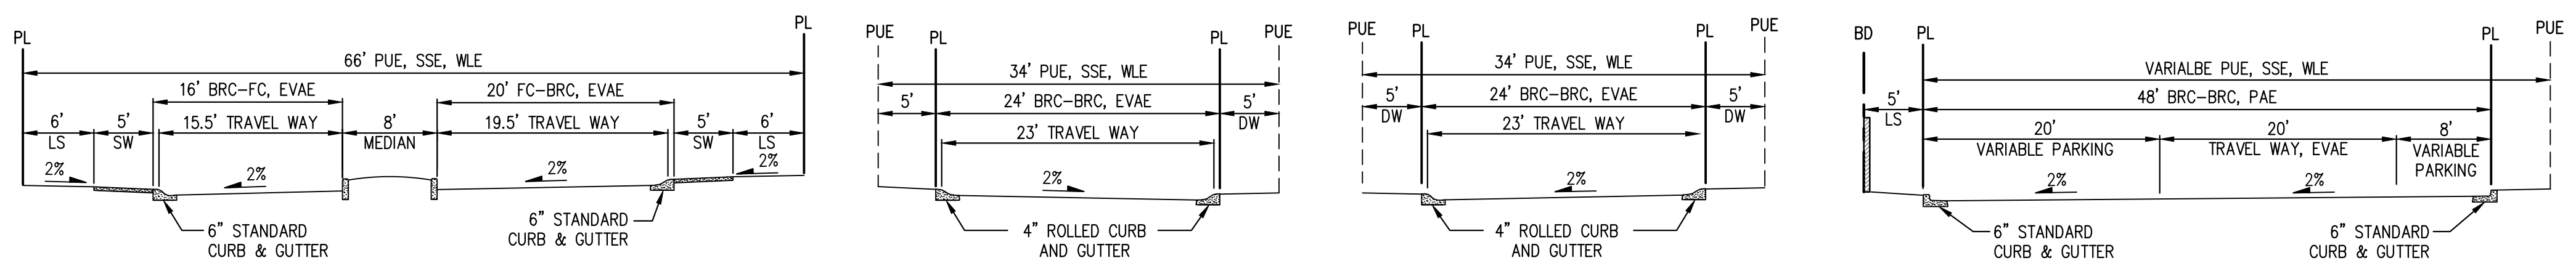 PL
PL
66' PUE, SSE, WLE
16' BRC-FC, EVAE
20' FC-BRC, EVAE
6'
LS
5'
SW
15.5' TRAVEL WAY
8'
MEDIAN
19.5' TRAVEL WAY
5'
SW
6'
LS
2%
2%
2%
2%
6" STANDARD
CURB & GUTTER
6" STANDARD
CURB & GUTTER
PUE
PL
PL
PUE
34' PUE, SSE, WLE
5'
24' BRC-BRC, EVAE
5'
DW
23' TRAVEL WAY
2%
4" ROLLED CURB
AND GUTTER
PUE
PL
PL
PUE
34' PUE, SSE, WLE
5'
DW
24' BRC-BRC, EVAE
5'
DW
23' TRAVEL WAY
2%
4" ROLLED CURB
AND GUTTER
BD
PL
PL
PUE
VARIALBE PUE, SSE, WLE
5'
LS
48' BRC-BRC, PAE
20'
VARIABLE PARKING
20'
TRAVEL WAY, EVAE
8'
VARIABLE
PARKING
2%
2%
6" STANDARD
CURB & GUTTER
6" STANDARD
CURB & GUTTER